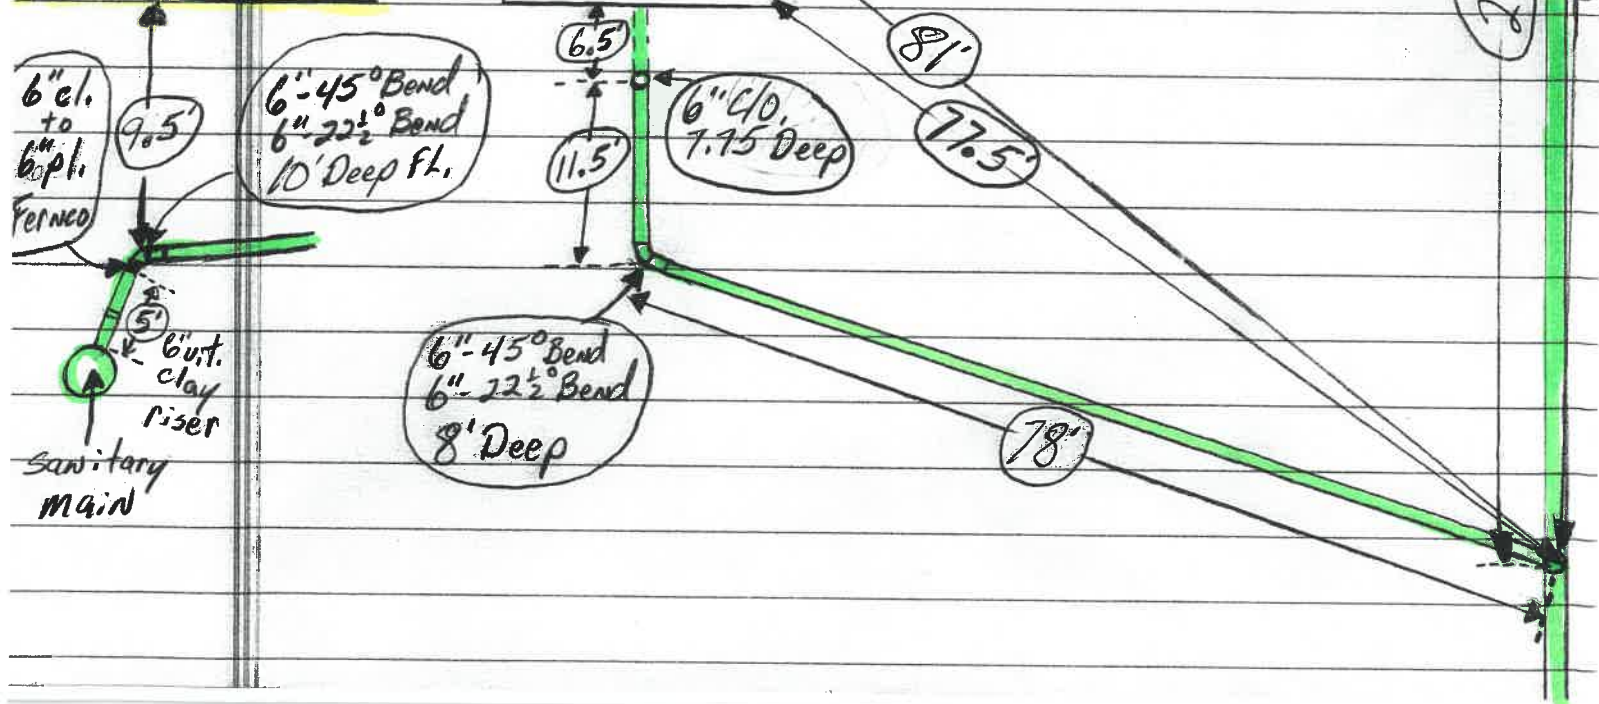 6" cl.
to
6" pl.
Ferneo
9.5'
6"-45° Bend
6"-22½° Bend
10' Deep FL.
6.5'
11.5'
6" C/O,
7.75 Deep
81'
77.5'
5'
6" vit.
clay
riser
Sanitary
main
6"-45° Bend
6"-22½° Bend
8' Deep
78'